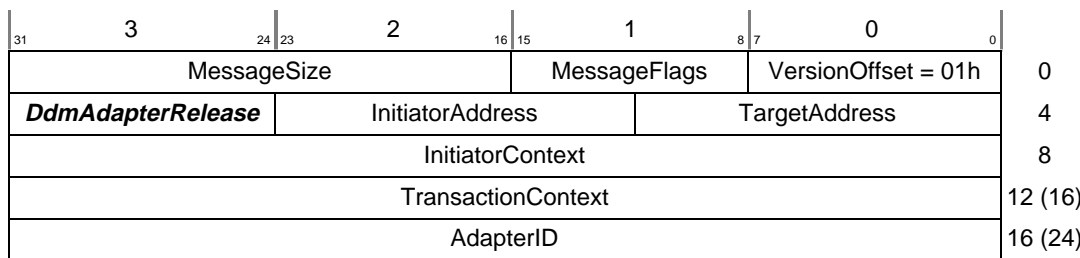 3 2 1 0
31 24 23 16 15 8 7 0
MessageSize MessageFlags VersionOffset = 01h 0
DdmAdapterRelease InitiatorAddress TargetAddress 4
InitiatorContext 8
TransactionContext 12 (16)
AdapterID 16 (24)